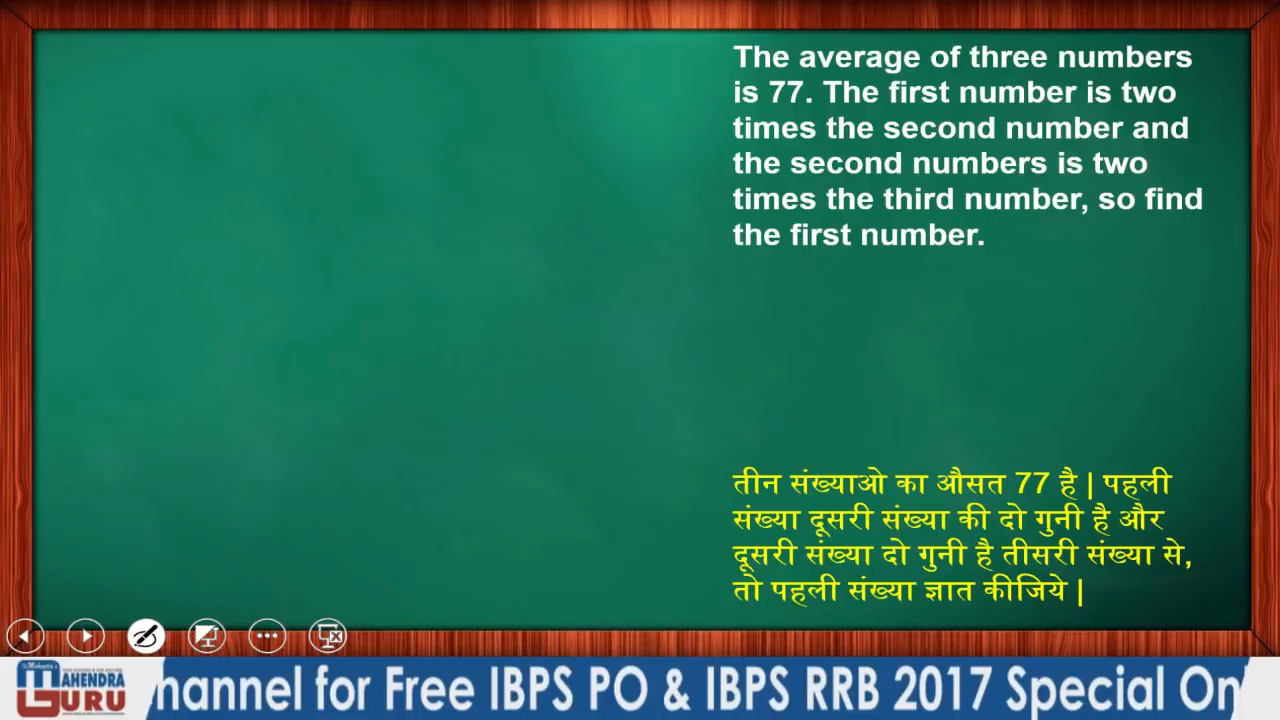 The average of three numbers
is 77. The first number is two
times the second number and
the second numbers is two
times the third number, so find
the first number.
तीन संख्याओ का औसत 77 है | पहली
संख्या दूसरी संख्या की दो गुनी है और
दूसरी संख्या दो गुनी है तीसरी संख्या से,
तो पहली संख्या ज्ञात कीजिये |
MAHENDRA
GURU
hannel for Free IBPS PO & IBPS RRB 2017 Special On